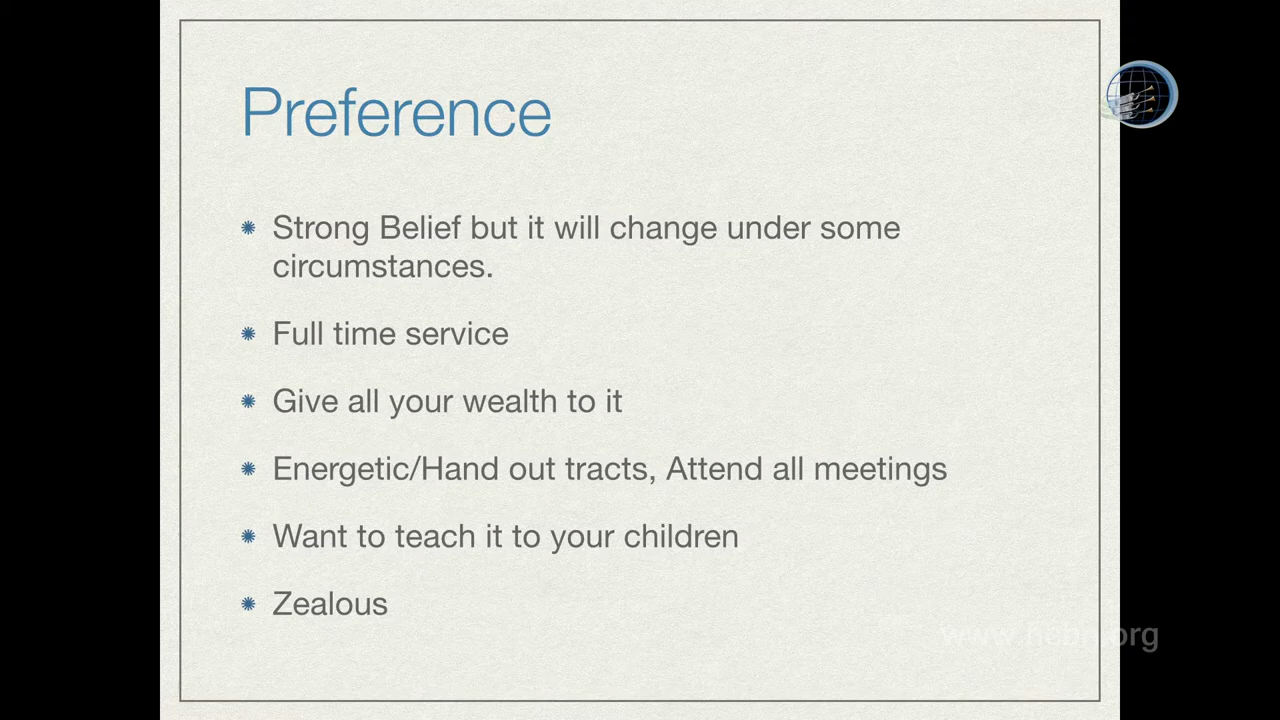 Preference
Strong Belief but it will change under some
circumstances.
Full time service
Give all your wealth to it
Energetic/Hand out tracts, Attend all meetings
Want to teach it to your children
Zealous